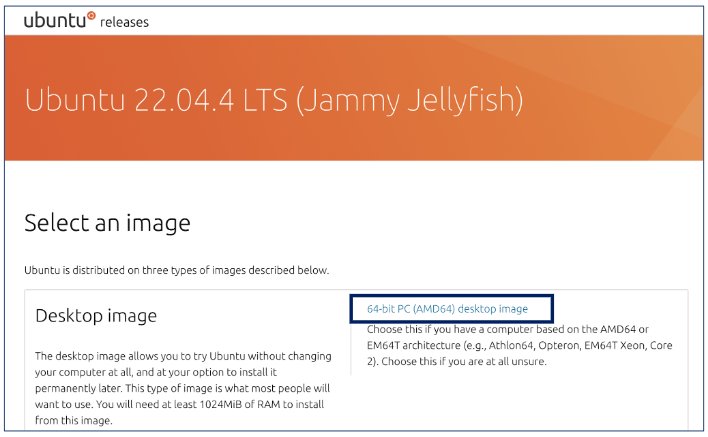 ubuntu releases
Ubuntu 22.04.4 LTS (Jammy Jellyfish)
Select an image
Ubuntu is distributed on three types of images described below.
Desktop image
The desktop image allows you to try Ubuntu without changing
your computer at all, and at your option to install it
permanently later. This type of image is what most people will
want to use. You will need at least 1024MiB of RAM to install
from this image.
64-bit PC (AMD64) desktop image
Choose this if you have a computer based on the AMD64 or
EM64T architecture (e.g., Athlon64, Opteron, EM64T Xeon, Core
2). Choose this if you are at all unsure.